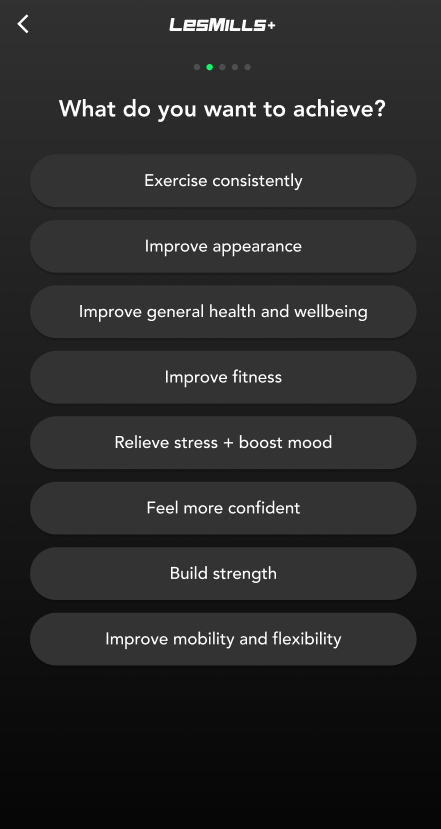 LesMills+
What do you want to achieve?
Exercise consistently
Improve appearance
Improve general health and wellbeing
Improve fitness
Relieve stress + boost mood
Feel more confident
Build strength
Improve mobility and flexibility